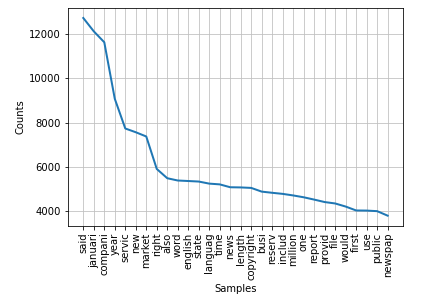 12000
10000
8000
6000
4000
Counts
said
januari
compani
year
servic
new
market
right
also
word
english
state
languag
time
news
length
copyright
busi
reserv
includ
million
one
report
provid
file
would
first
use
public
newspap
Samples